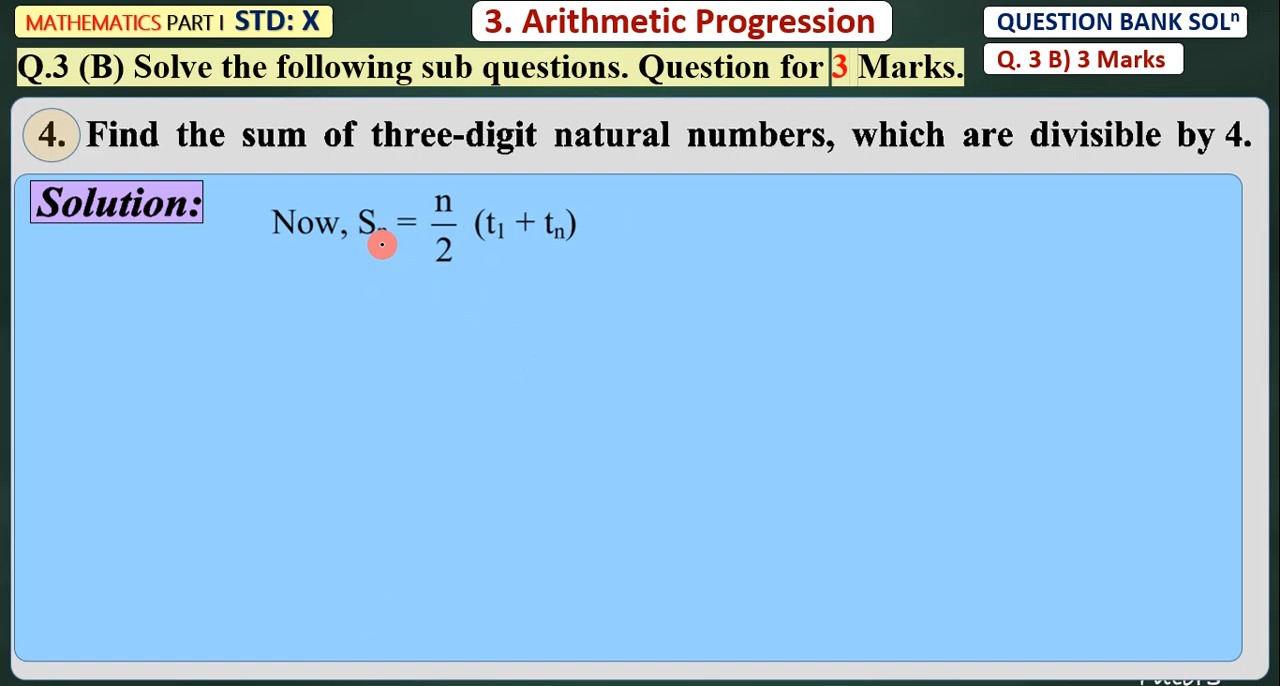 MATHEMATICS PART I STD: X
3. Arithmetic Progression
QUESTION BANK SOLⁿ
Q.3 (B) Solve the following sub questions. Question for 3 Marks.
Q. 3 B) 3 Marks
4. Find the sum of three-digit natural numbers, which are divisible by 4.
Solution:
Now, Sₙ = n/2 (t₁ + tₙ)